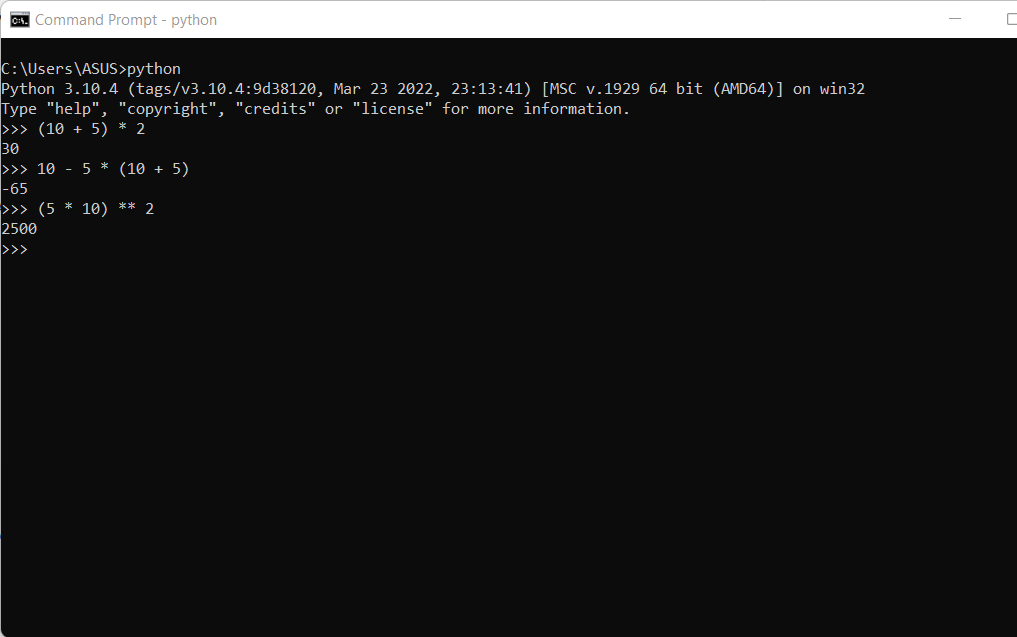 Command Prompt - python
C:\Users\ASUS>python
Python 3.10.4 (tags/v3.10.4:9d38120, Mar 23 2022, 23:13:41) [MSC v.1929 64 bit (AMD64)] on win32
Type "help", "copyright", "credits" or "license" for more information.
>>> (10 + 5) * 2
30
>>> 10 - 5 * (10 + 5)
-65
>>> (5 * 10) ** 2
2500
>>>